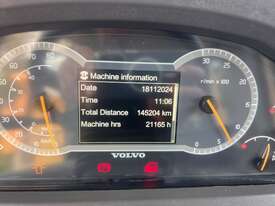 Machine information
Date 18112024
Time 11:06
Total Distance 145204 km
Machine hrs 21165 h
r/min x 100
VOLVO